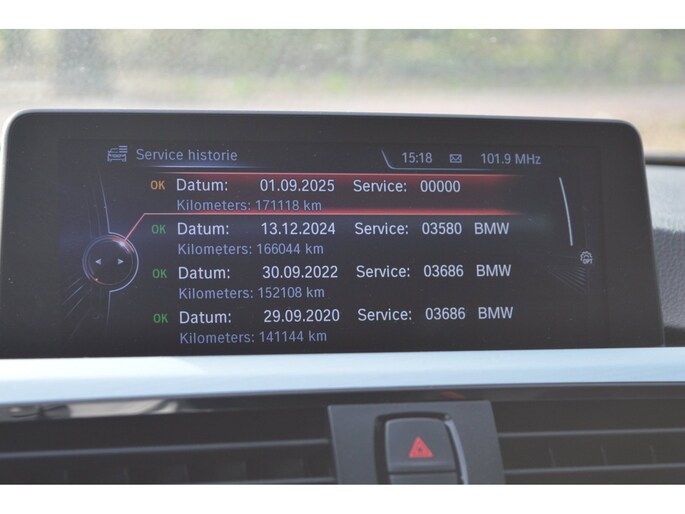 Service historie 15:18 101.9 MHz
OK Datum: 01.09.2025 Service: 00000
Kilometers: 171118 km
OK Datum: 13.12.2024 Service: 03580 BMW
Kilometers: 166044 km
OK Datum: 30.09.2022 Service: 03686 BMW
Kilometers: 152108 km
OPT
OK Datum: 29.09.2020 Service: 03686 BMW
Kilometers: 141144 km